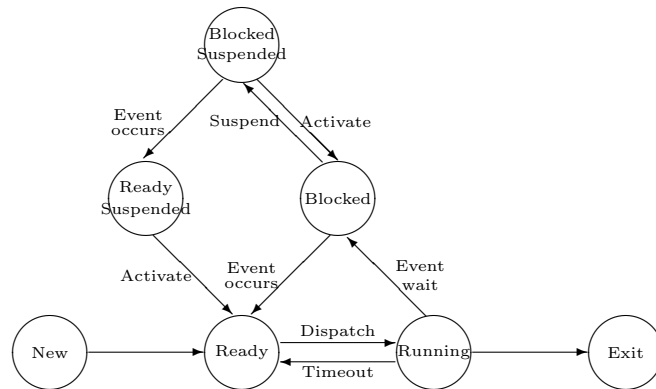 Blocked
Suspended
Event
occurs
Suspend
Activate
Ready
Suspended
Blocked
Activate
Event
occurs
Event
wait
New
Ready
Dispatch
Timeout
Running
Exit